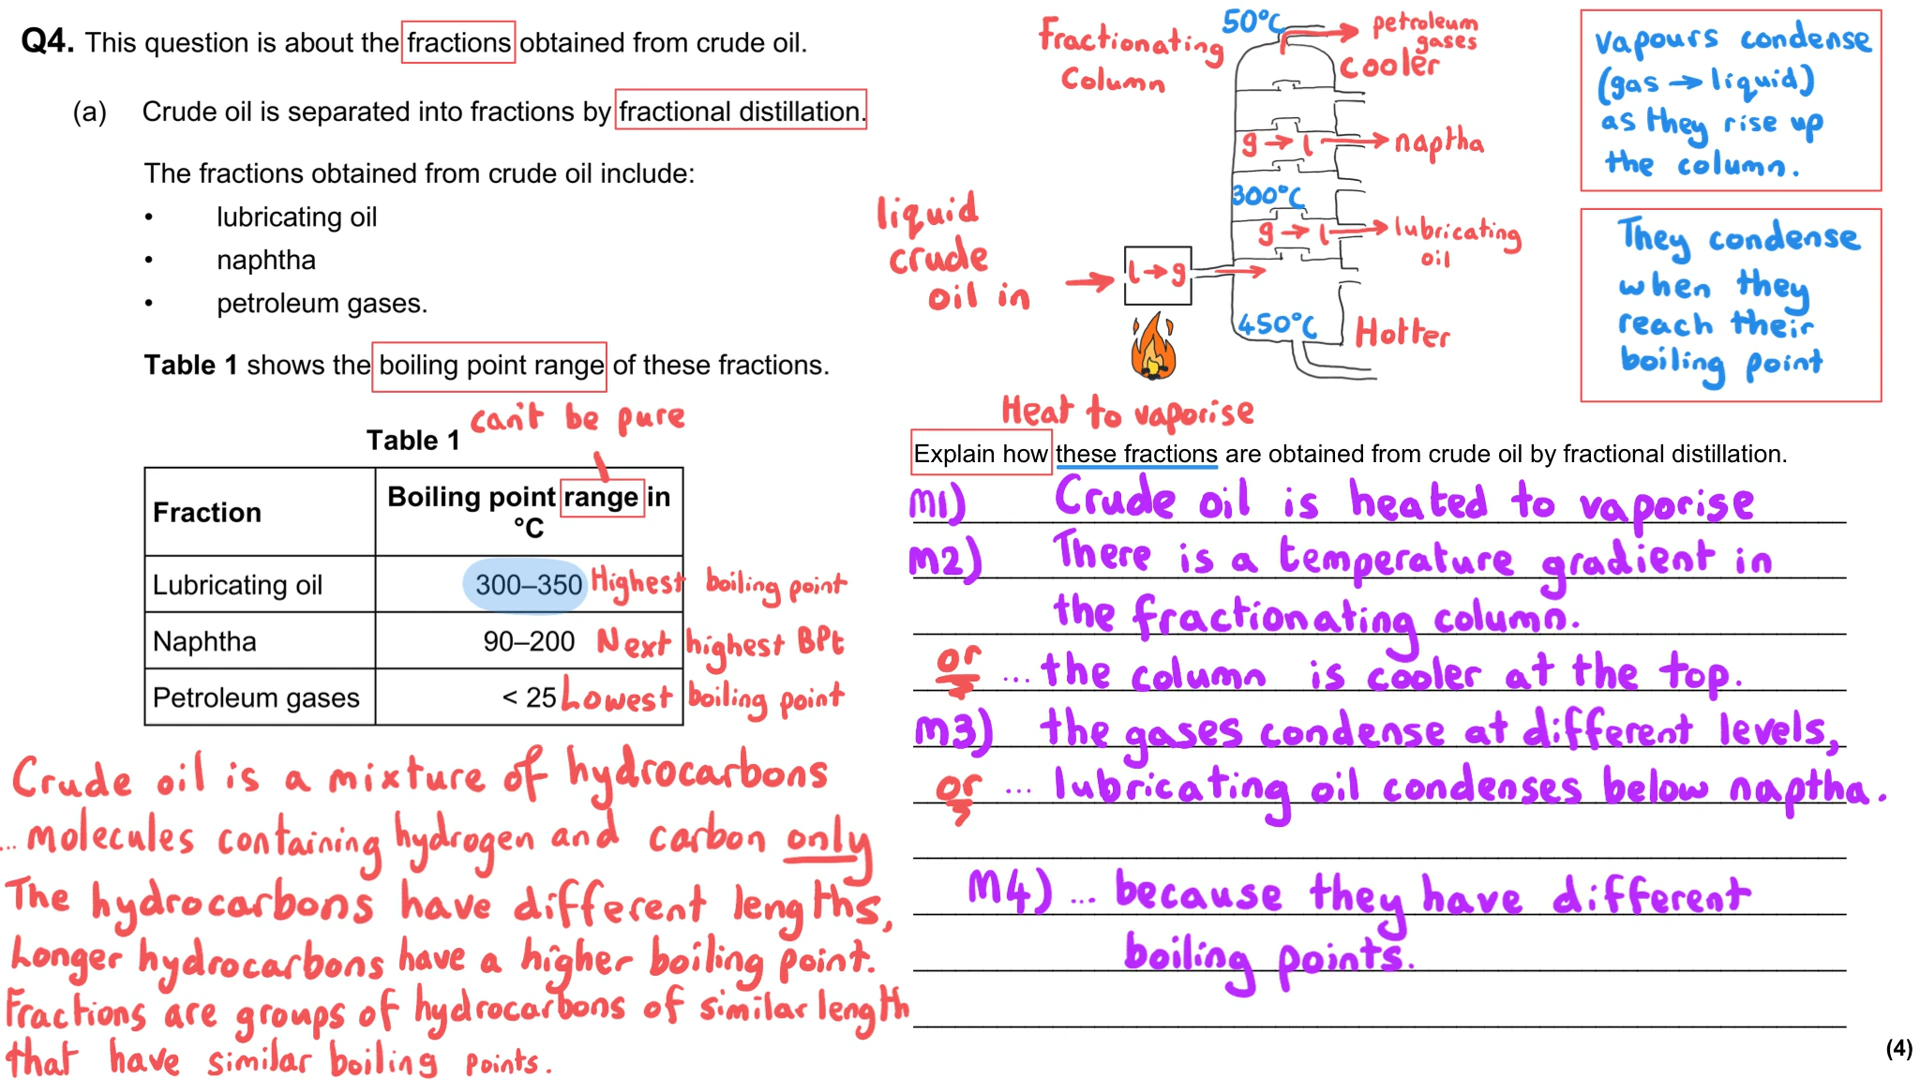 Q4. This question is about the fractions obtained from crude oil.
(a) Crude oil is separated into fractions by fractional distillation.
The fractions obtained from crude oil include:
• lubricating oil
• naphtha
• petroleum gases.
Table 1 shows the boiling point range of these fractions.
can't be pure
Table 1
Fraction
Boiling point range in
°C
Lubricating oil 300–350 Highest boiling point
Naphtha 90–200 Next highest BPt
Petroleum gases < 25 Lowest boiling point
Crude oil is a mixture of hydrocarbons
... molecules containing hydrogen and carbon only
The hydrocarbons have different lengths,
Longer hydrocarbons have a higher boiling point.
Fractions are groups of hydrocarbons of similar length
that have similar boiling points.
Fractionating
Column
50°C
petroleum
gases
cooler
g → l
naptha
300°C
g → l
lubricating
oil
liquid
crude
oil in
l → g
450°C
Hotter
Heat to vaporise
vapours condense
(gas → liquid)
as they rise up
the column.
They condense
when they
reach their
boiling point
Explain how these fractions are obtained from crude oil by fractional distillation.
m1) Crude oil is heated to vaporise
m2) There is a temperature gradient in
the fractionating column.
or ... the column is cooler at the top.
m3) the gases condense at different levels,
or ... lubricating oil condenses below naptha.
m4) ... because they have different
boiling points.
(4)